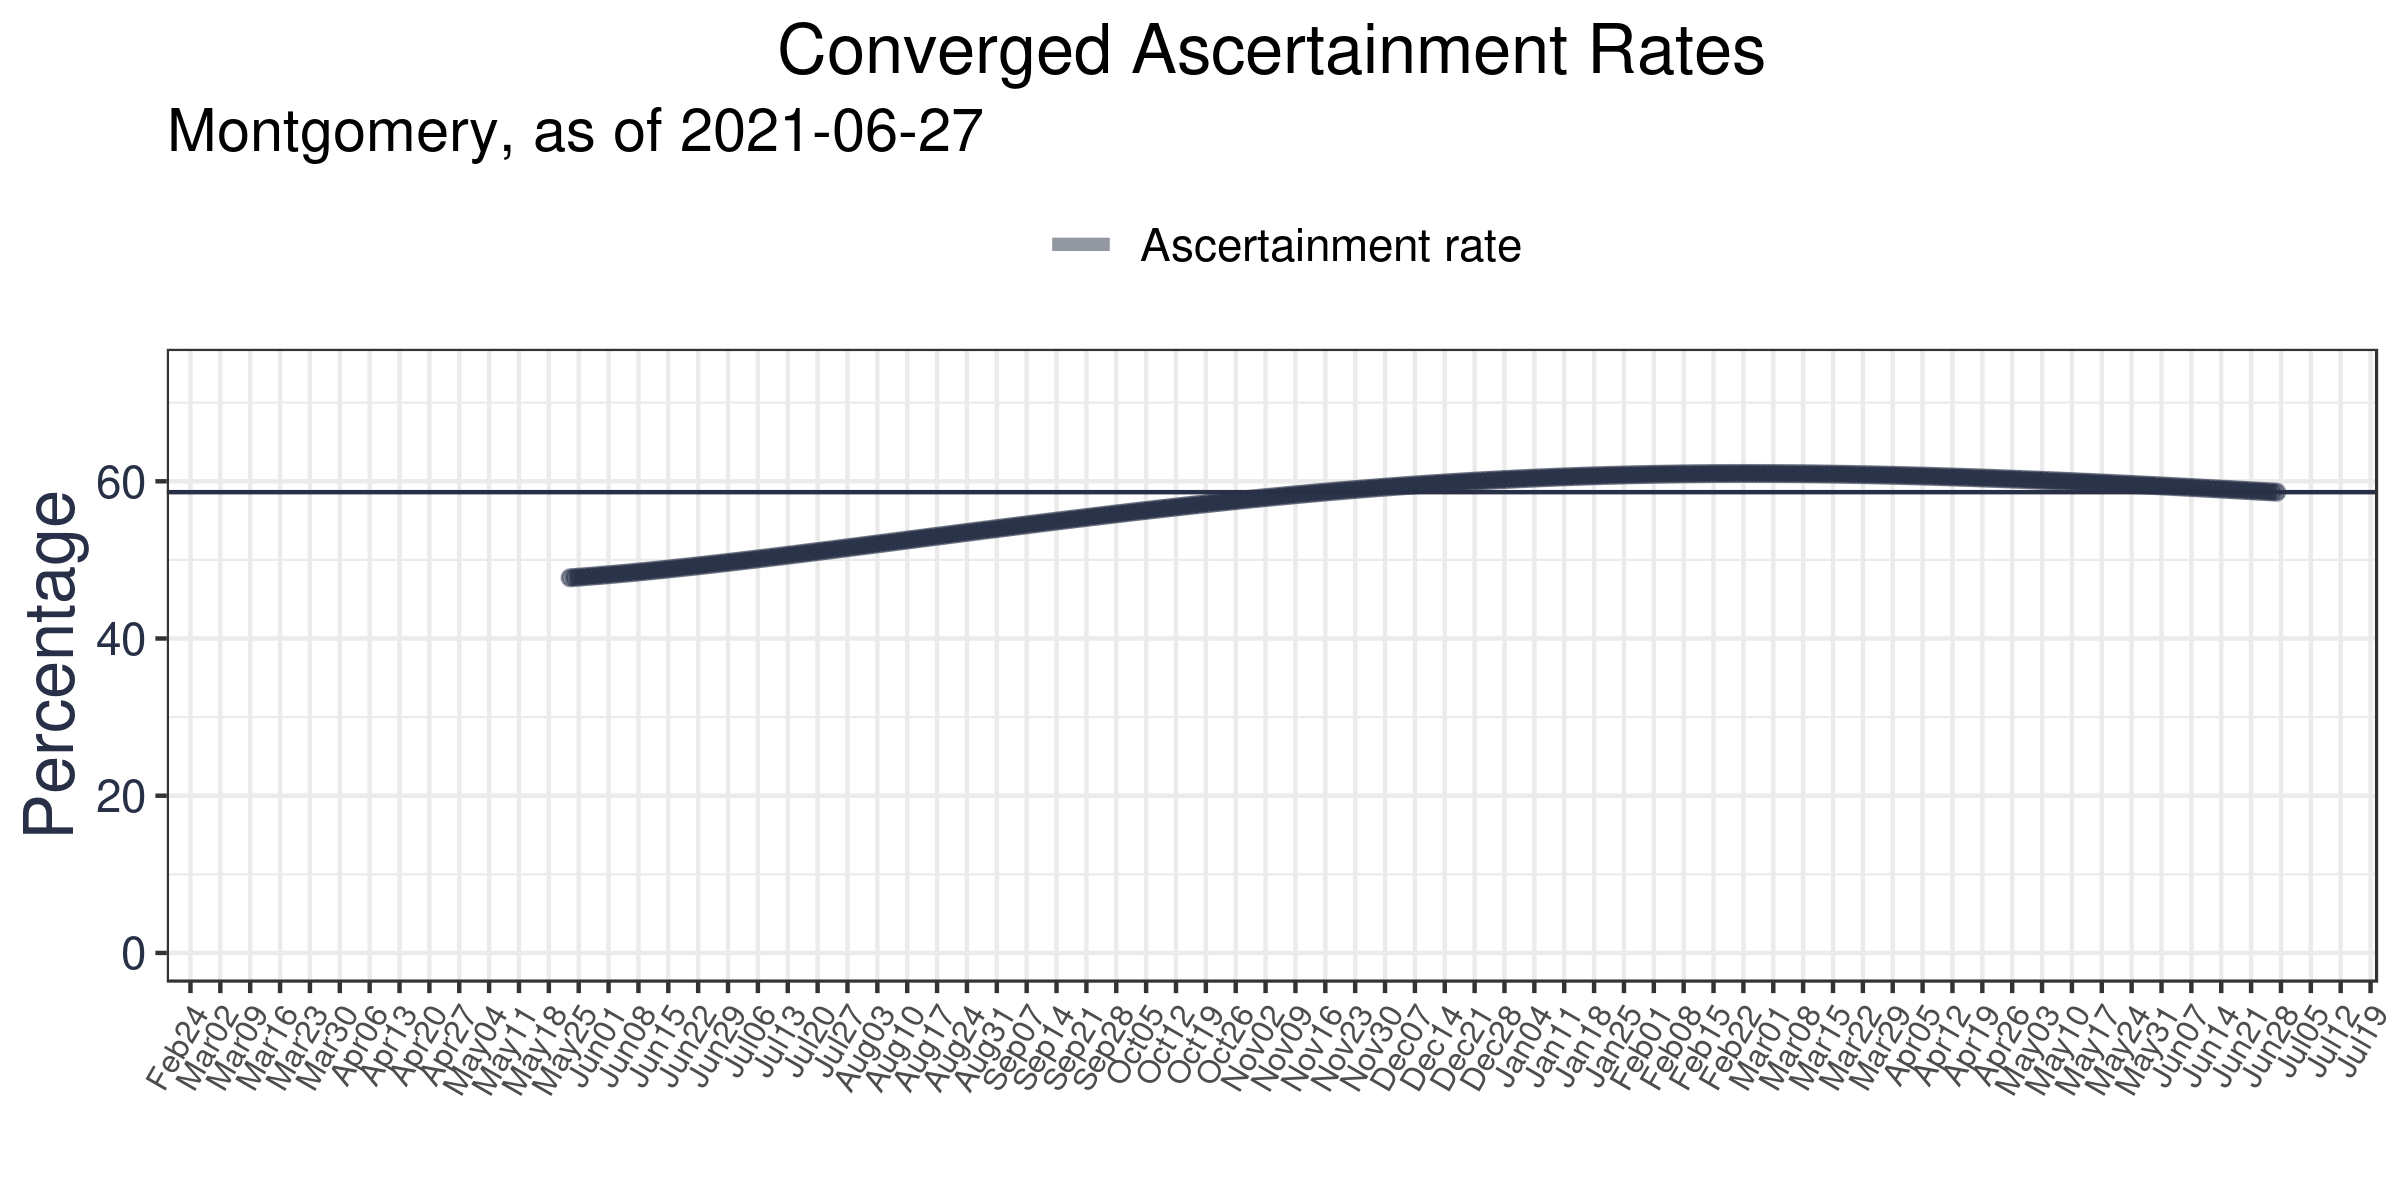 Converged Ascertainment Rates
Montgomery, as of 2021-06-27
Ascertainment rate
Percentage
60
40
20
0
Feb24
Mar02
Mar09
Mar16
Mar23
Mar30
Apr06
Apr13
Apr20
Apr27
May04
May11
May18
May25
Jun01
Jun08
Jun15
Jun22
Jun29
Jul06
Jul13
Jul20
Jul27
Aug03
Aug10
Aug17
Aug24
Aug31
Sep07
Sep14
Sep21
Sep28
Oct05
Oct12
Oct19
Oct26
Nov02
Nov09
Nov16
Nov23
Nov30
Dec07
Dec14
Dec21
Dec28
Jan04
Jan11
Jan18
Jan25
Feb01
Feb08
Feb15
Feb22
Mar01
Mar08
Mar15
Mar22
Mar29
Apr05
Apr12
Apr19
Apr26
May03
May10
May17
May24
May31
Jun07
Jun14
Jun21
Jun28
Jul05
Jul12
Jul19